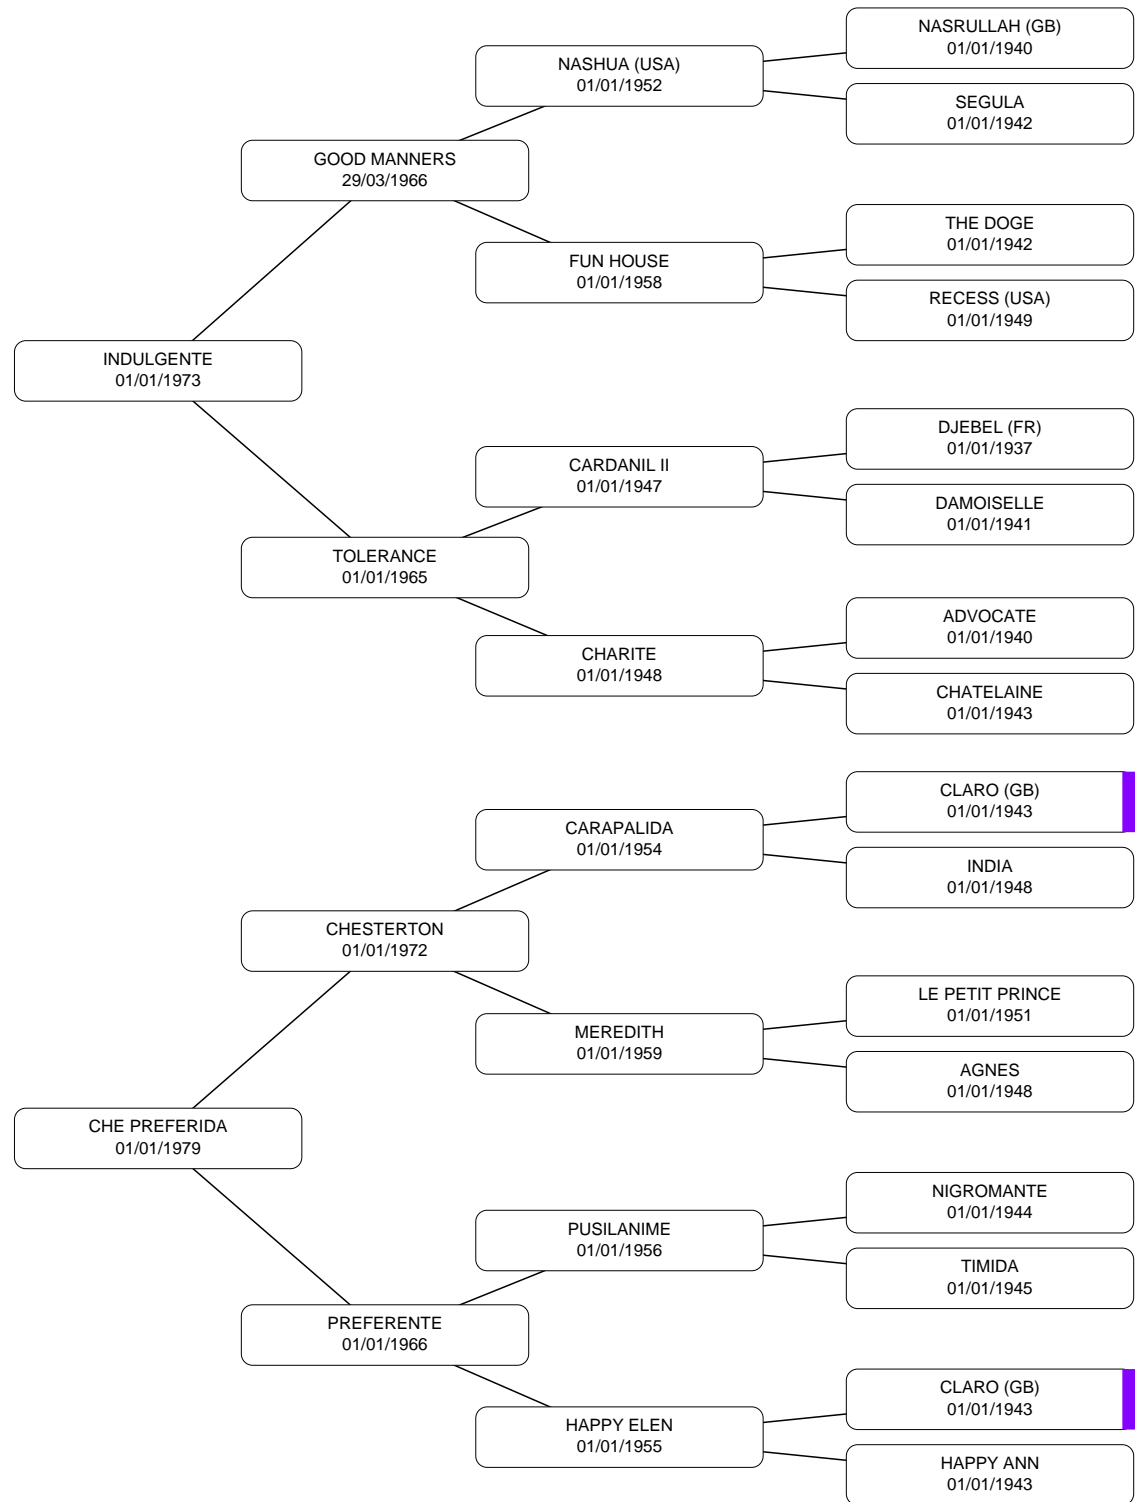 NASRULLAH (GB)
01/01/1940
NASHUA (USA)
01/01/1952
SEGULA
01/01/1942
GOOD MANNERS
29/03/1966
THE DOGE
01/01/1942
FUN HOUSE
01/01/1958
RECESS (USA)
01/01/1949
INDULGENTE
01/01/1973
DJEBEL (FR)
01/01/1937
CARDANIL II
01/01/1947
DAMOISELLE
01/01/1941
TOLERANCE
01/01/1965
ADVOCATE
01/01/1940
CHARITE
01/01/1948
CHATELAINE
01/01/1943
CLARO (GB)
01/01/1943
CARAPALIDA
01/01/1954
INDIA
01/01/1948
CHESTERTON
01/01/1972
LE PETIT PRINCE
01/01/1951
MEREDITH
01/01/1959
AGNES
01/01/1948
CHE PREFERIDA
01/01/1979
NIGROMANTE
01/01/1944
PUSILANIME
01/01/1956
TIMIDA
01/01/1945
PREFERENTE
01/01/1966
CLARO (GB)
01/01/1943
HAPPY ELEN
01/01/1955
HAPPY ANN
01/01/1943